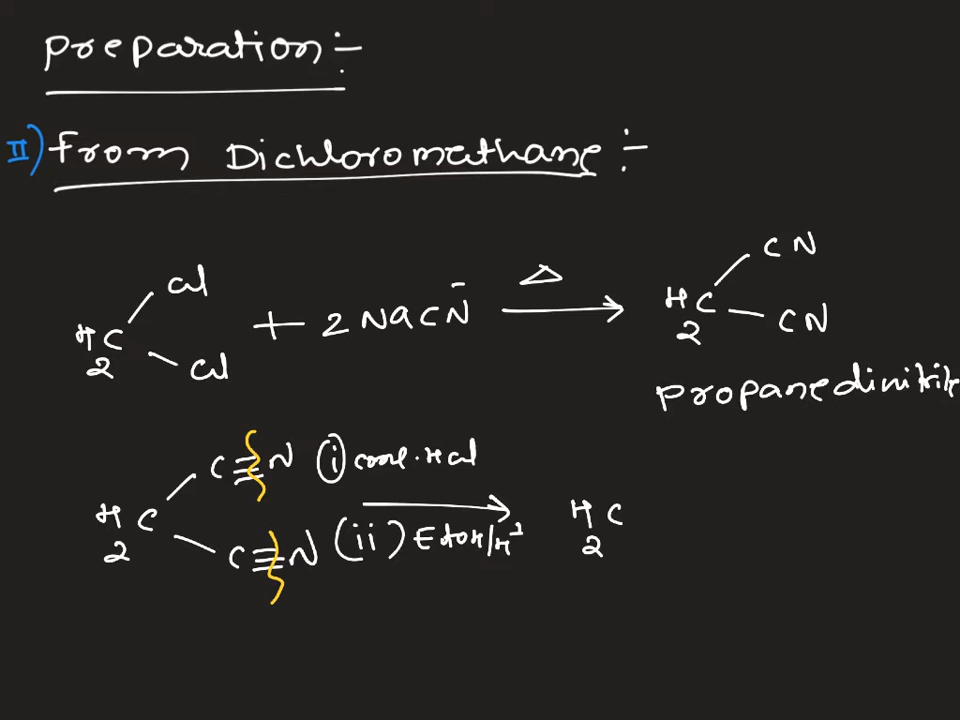 Preparation:-
II) From Dichloromethane:-
H2C Cl Cl + 2 NaCN̄ Δ → H2C CN CN
propanedinitrile
H2C C≡N C≡N (i) conc. HCl (ii) EtOH/H+ → H2C